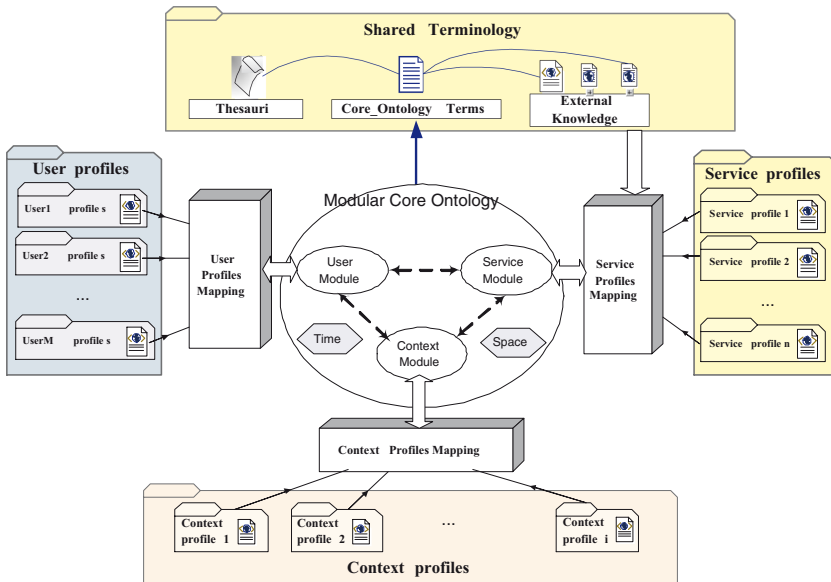 Shared Terminology
Thesauri
Core_Ontology Terms
External
Knowledge
User profiles
User1 profile s
User2 profile s
...
UserM profile s
User
Profiles
Mapping
Modular Core Ontology
User
Module
Service
Module
Context
Module
Time
Space
Service
Profiles
Mapping
Service profiles
Service profile 1
Service profile 2
...
Service profile n
Context Profiles Mapping
Context
profile 1
Context
profile 2
...
Context
profile i
Context profiles